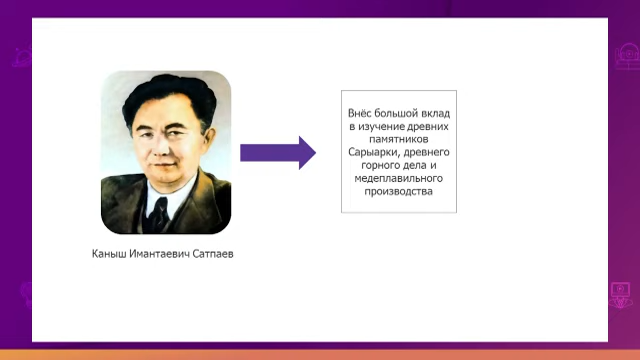 Внёс большой вклад
в изучение древних
памятников
Сарыарки, древнего
горного дела и
медеплавильного
производства
Каныш Имантаевич Сатпаев